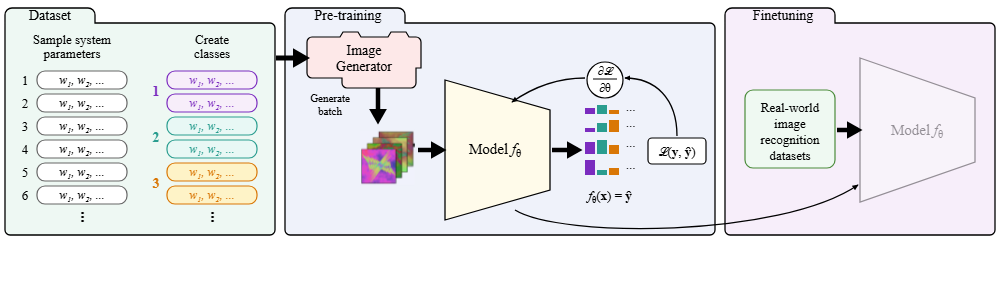 Dataset
Sample system
parameters
Create
classes
1 w1, w2, ...
2 w1, w2, ...
3 w1, w2, ...
4 w1, w2, ...
5 w1, w2, ...
6 w1, w2, ...
⋮
1
w1, w2, ...
w1, w2, ...
2
w1, w2, ...
w1, w2, ...
3
w1, w2, ...
w1, w2, ...
⋮
Pre-training
Image
Generator
Generate
batch
Model fθ
∂ℒ
∂θ
...
...
...
...
fθ(x) = ŷ
ℒ(y, ŷ)
Finetuning
Real-world
image
recognition
datasets
Model fθ